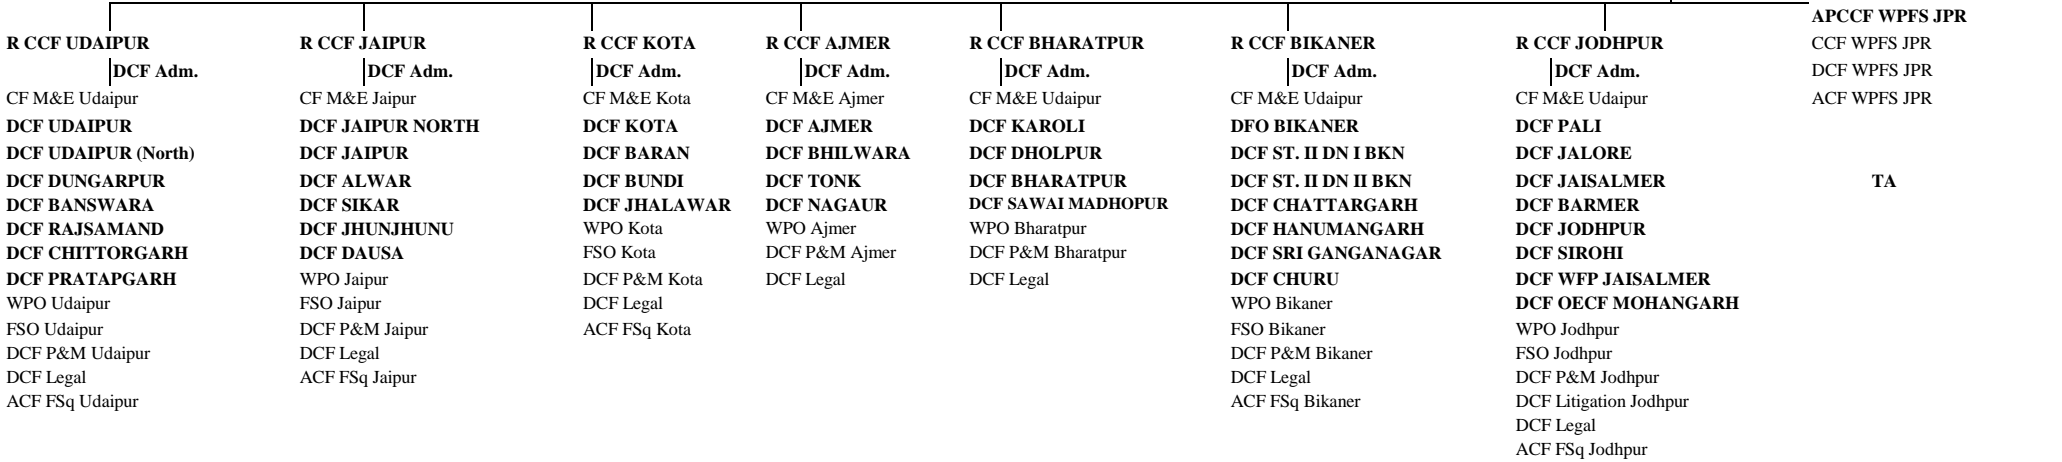 APCCF WPFS JPR
CCF WPFS JPR
DCF WPFS JPR
ACF WPFS JPR
TA
R CCF UDAIPUR
DCF Adm.
CF M&E Udaipur
DCF UDAIPUR
DCF UDAIPUR (North)
DCF DUNGARPUR
DCF BANSWARA
DCF RAJSAMAND
DCF CHITTORGARH
DCF PRATAPGARH
WPO Udaipur
FSO Udaipur
DCF P&M Udaipur
DCF Legal
ACF FSq Udaipur
R CCF JAIPUR
DCF Adm.
CF M&E Jaipur
DCF JAIPUR NORTH
DCF JAIPUR
DCF ALWAR
DCF SIKAR
DCF JHUNJHUNU
DCF DAUSA
WPO Jaipur
FSO Jaipur
DCF P&M Jaipur
DCF Legal
ACF FSq Jaipur
R CCF KOTA
DCF Adm.
CF M&E Kota
DCF KOTA
DCF BARAN
DCF BUNDI
DCF JHALAWAR
WPO Kota
FSO Kota
DCF P&M Kota
DCF Legal
ACF FSq Kota
R CCF AJMER
DCF Adm.
CF M&E Ajmer
DCF AJMER
DCF BHILWARA
DCF TONK
DCF NAGAUR
WPO Ajmer
DCF P&M Ajmer
DCF Legal
R CCF BHARATPUR
DCF Adm.
CF M&E Udaipur
DCF KAROLI
DCF DHOLPUR
DCF BHARATPUR
DCF SAWAI MADHOPUR
WPO Bharatpur
DCF P&M Bharatpur
DCF Legal
R CCF BIKANER
DCF Adm.
CF M&E Udaipur
DFO BIKANER
DCF ST. II DN I BKN
DCF ST. II DN II BKN
DCF CHATTARGARH
DCF HANUMANGARH
DCF SRI GANGANAGAR
DCF CHURU
WPO Bikaner
FSO Bikaner
DCF P&M Bikaner
DCF Legal
ACF FSq Bikaner
R CCF JODHPUR
DCF Adm.
CF M&E Udaipur
DCF PALI
DCF JALORE
DCF JAISALMER
DCF BARMER
DCF JODHPUR
DCF SIROHI
DCF WFP JAISALMER
DCF OECF MOHANGARH
WPO Jodhpur
FSO Jodhpur
DCF P&M Jodhpur
DCF Litigation Jodhpur
DCF Legal
ACF FSq Jodhpur